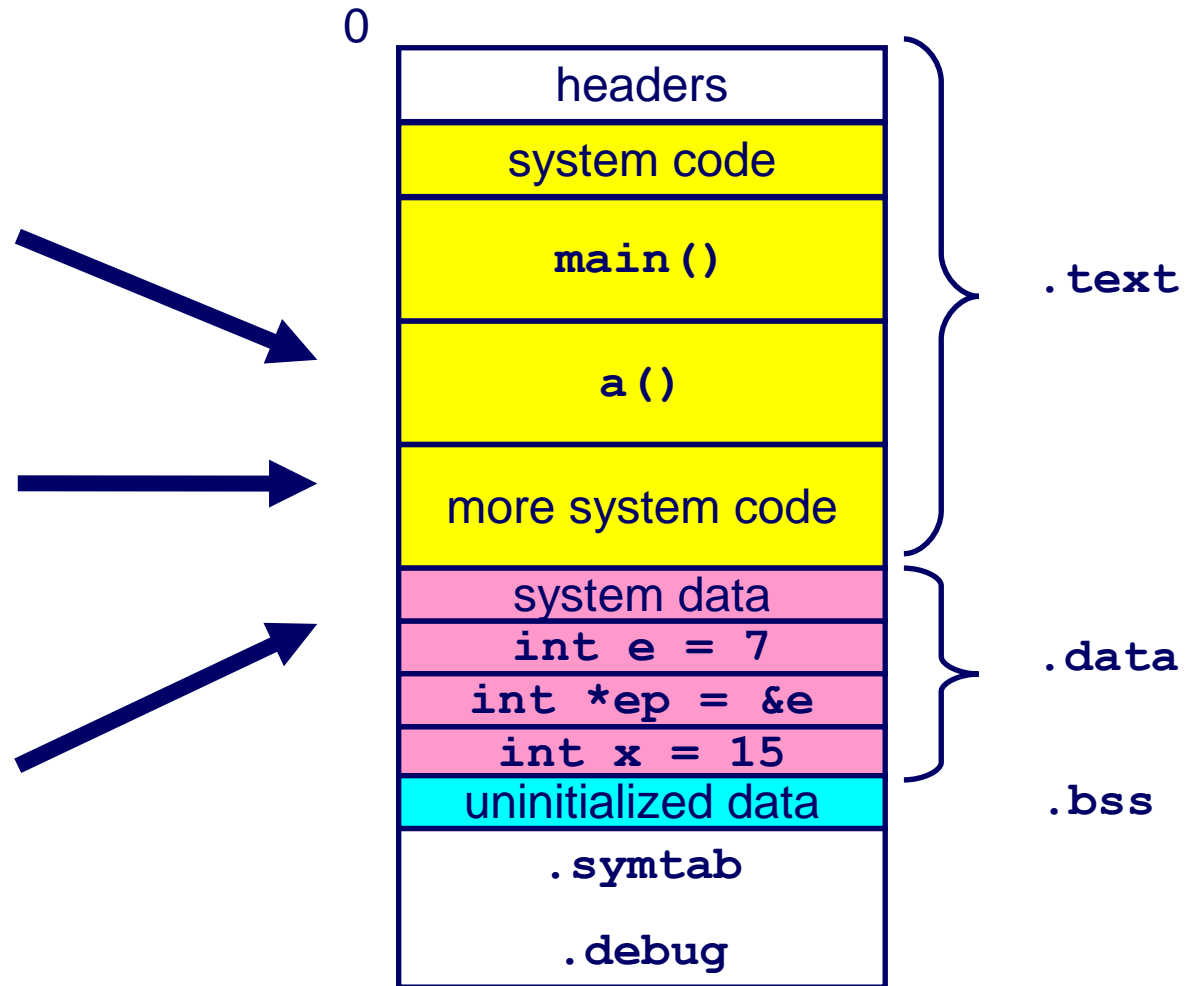 0
headers
system code
main()
.text
a()
more system code
system data
int e = 7
.data
int *ep = &e
int x = 15
uninitialized data
.bss
.symtab
.debug